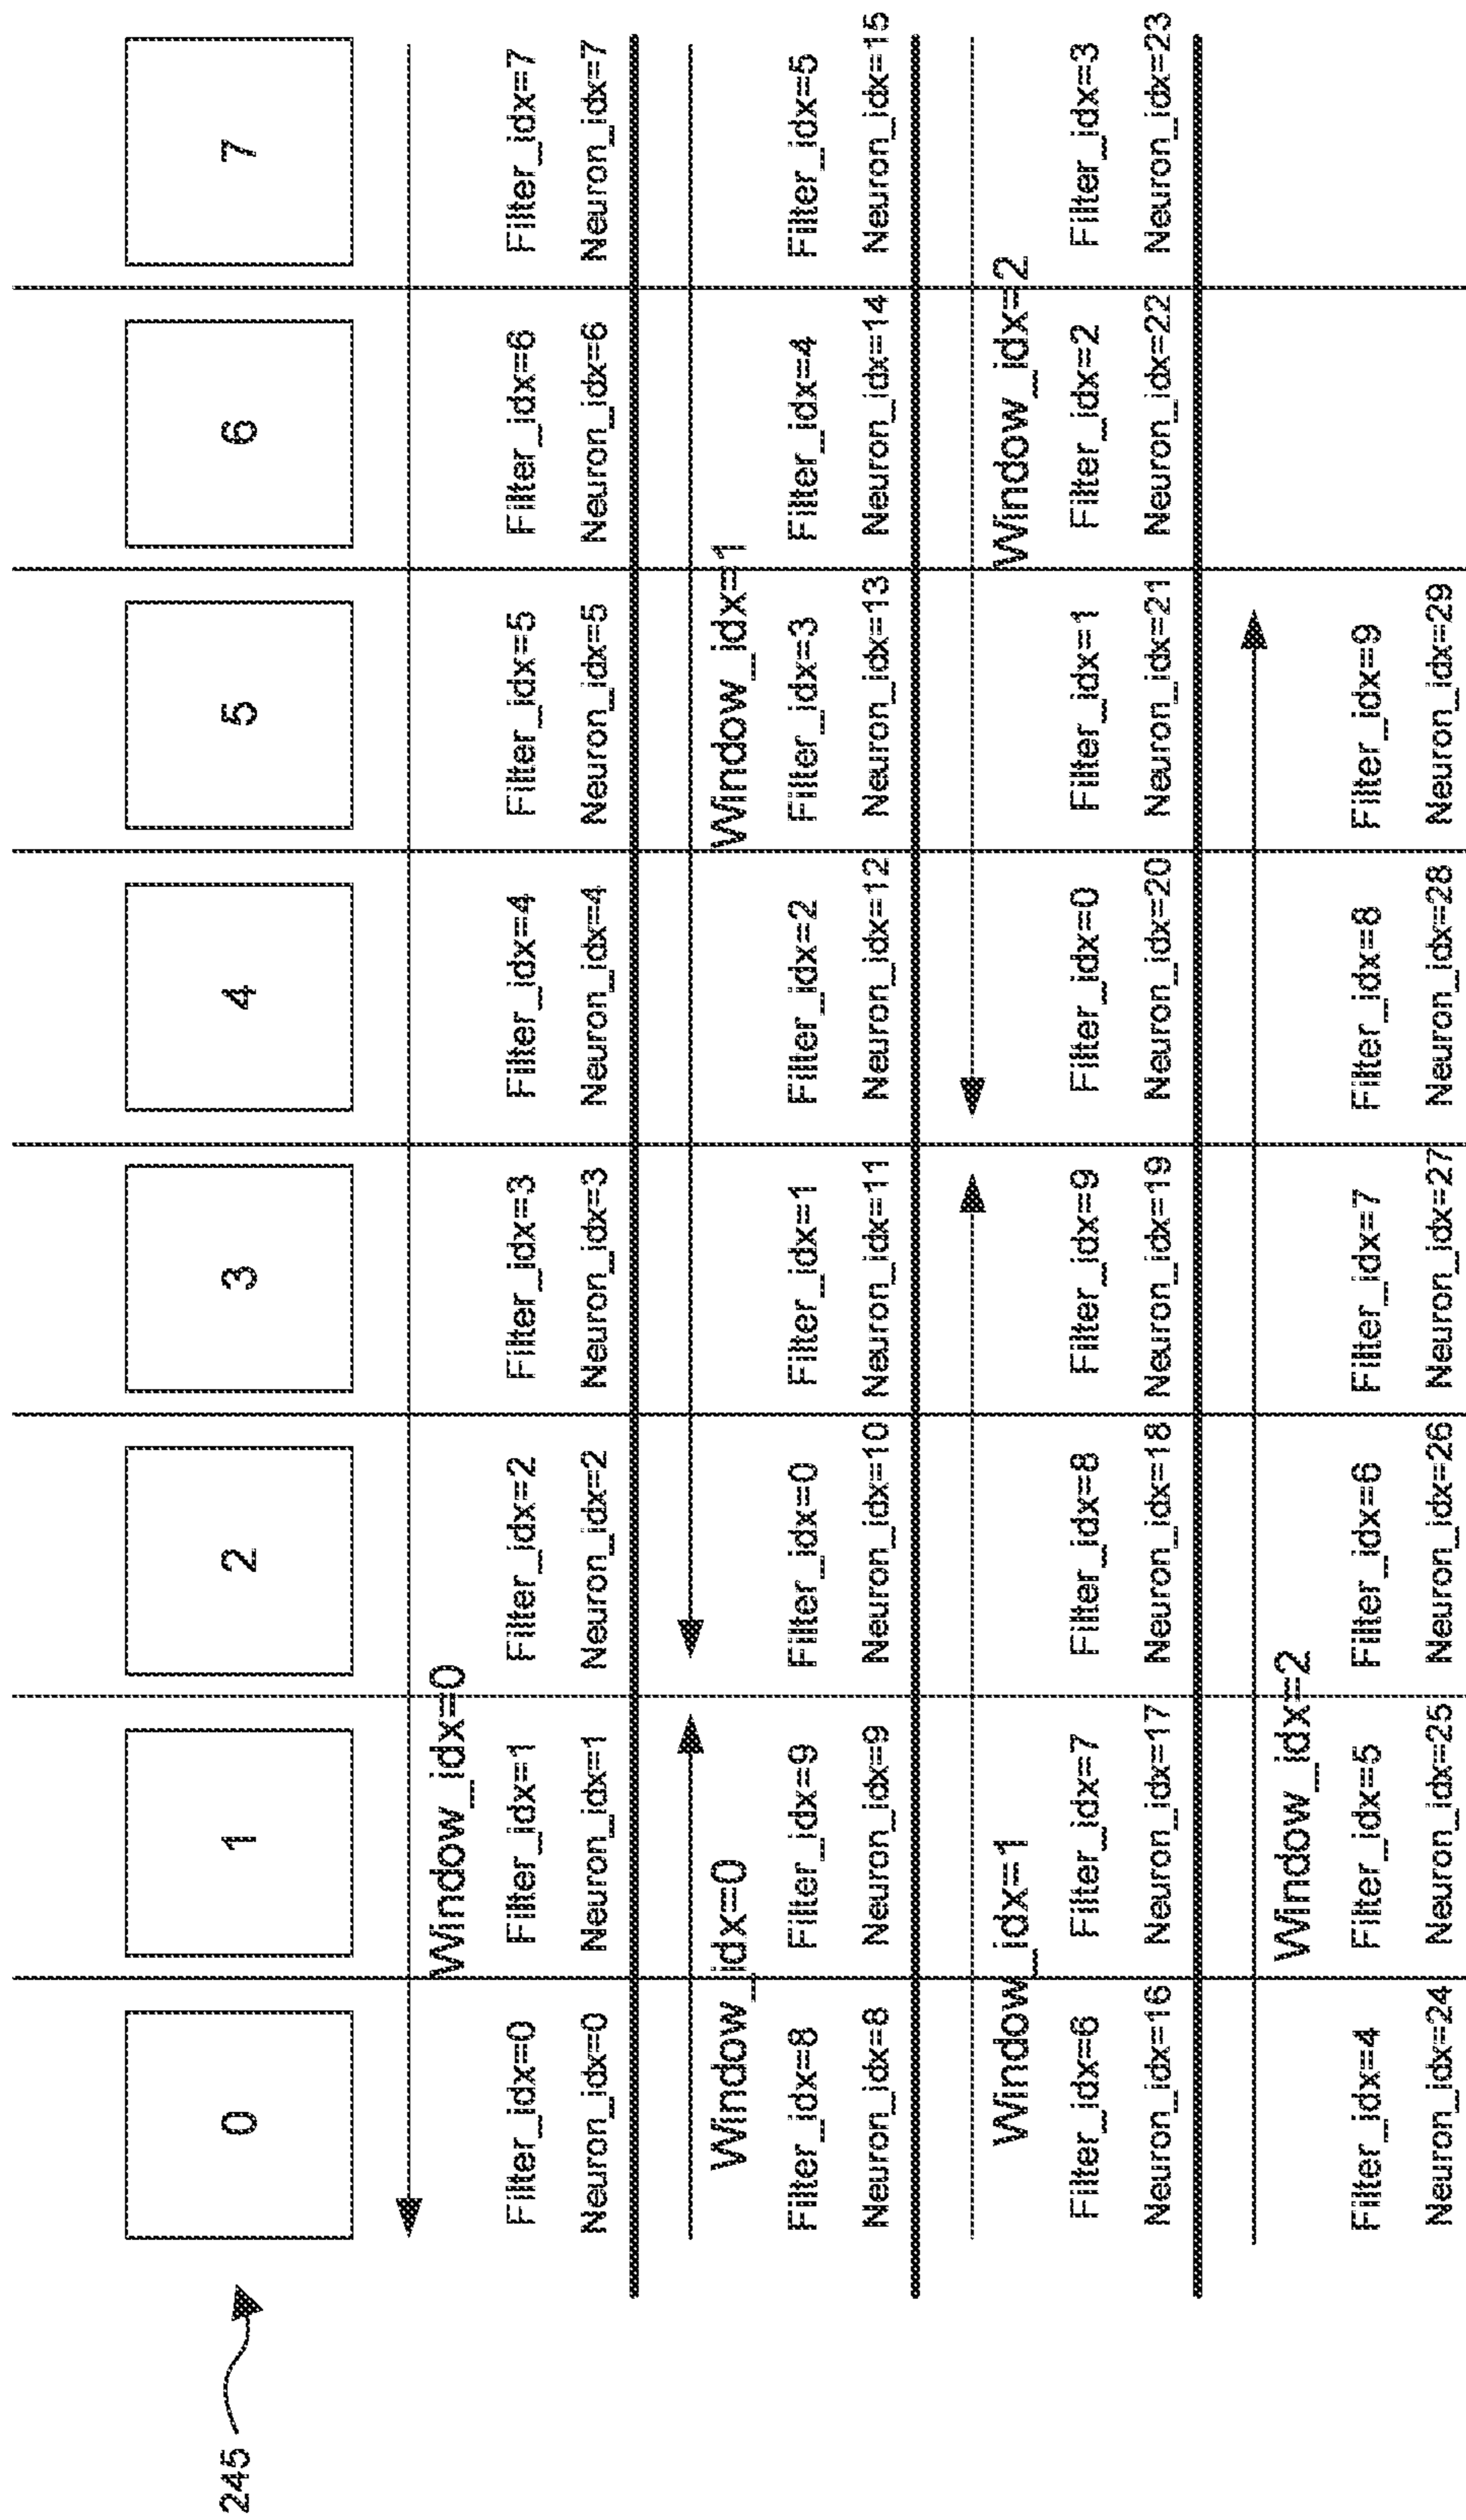 245
0 1 2 3 4 5 6 7
Window_idx=0
Filter_idx=0 Filter_idx=1 Filter_idx=2 Filter_idx=3 Filter_idx=4 Filter_idx=5 Filter_idx=6 Filter_idx=7
Neuron_idx=0 Neuron_idx=1 Neuron_idx=2 Neuron_idx=3 Neuron_idx=4 Neuron_idx=5 Neuron_idx=6 Neuron_idx=7
Window_idx=0 Window_idx=1
Filter_idx=8 Filter_idx=9 Filter_idx=0 Filter_idx=1 Filter_idx=2 Filter_idx=3 Filter_idx=4 Filter_idx=5
Neuron_idx=8 Neuron_idx=9 Neuron_idx=10 Neuron_idx=11 Neuron_idx=12 Neuron_idx=13 Neuron_idx=14 Neuron_idx=15
Window_idx=1 Window_idx=2
Filter_idx=6 Filter_idx=7 Filter_idx=8 Filter_idx=9 Filter_idx=0 Filter_idx=1 Filter_idx=2 Filter_idx=3
Neuron_idx=16 Neuron_idx=17 Neuron_idx=18 Neuron_idx=19 Neuron_idx=20 Neuron_idx=21 Neuron_idx=22 Neuron_idx=23
Window_idx=2
Filter_idx=4 Filter_idx=5 Filter_idx=6 Filter_idx=7 Filter_idx=8 Filter_idx=9
Neuron_idx=24 Neuron_idx=25 Neuron_idx=26 Neuron_idx=27 Neuron_idx=28 Neuron_idx=29